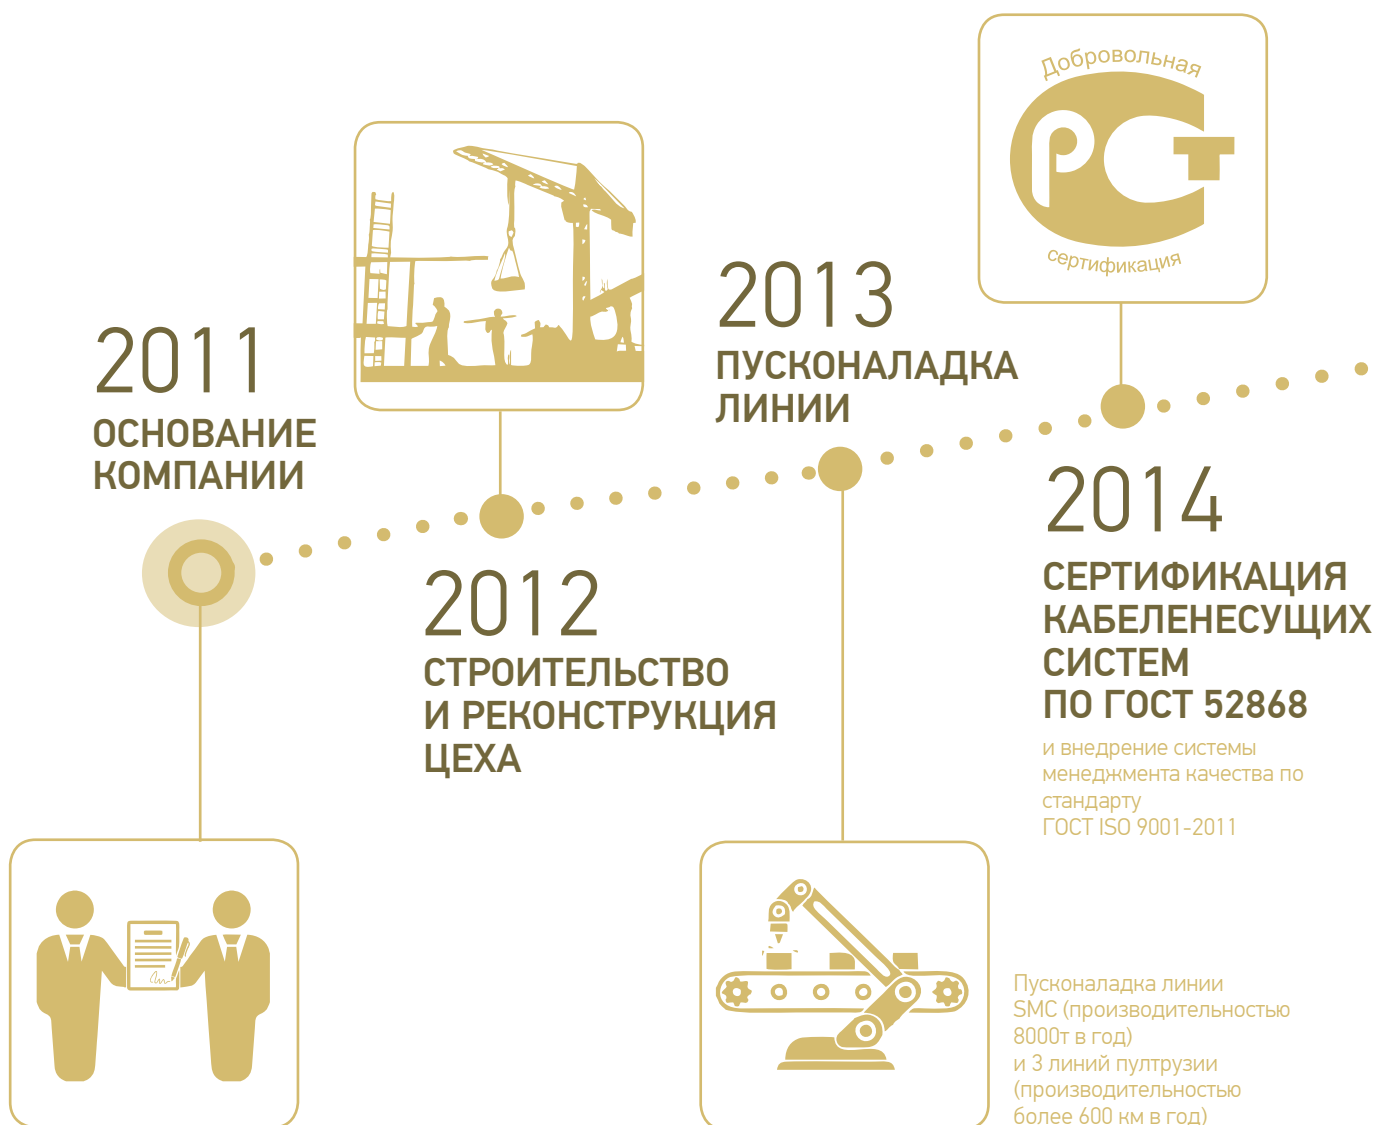 2011
ОСНОВАНИЕ
КОМПАНИИ
2012
СТРОИТЕЛЬСТВО
И РЕКОНСТРУКЦИЯ
ЦЕХА
2013
ПУСКОНАЛАДКА
ЛИНИИ
Пусконаладка линии
SMC (производительностью
8000т в год)
и 3 линий пултрузии
(производительностью
более 600 км в год)
Добровольная
РСТ
сертификация
2014
СЕРТИФИКАЦИЯ
КАБЕЛЕНЕСУЩИХ
СИСТЕМ
ПО ГОСТ 52868
и внедрение системы
менеджмента качества по
стандарту
ГОСТ ISO 9001-2011